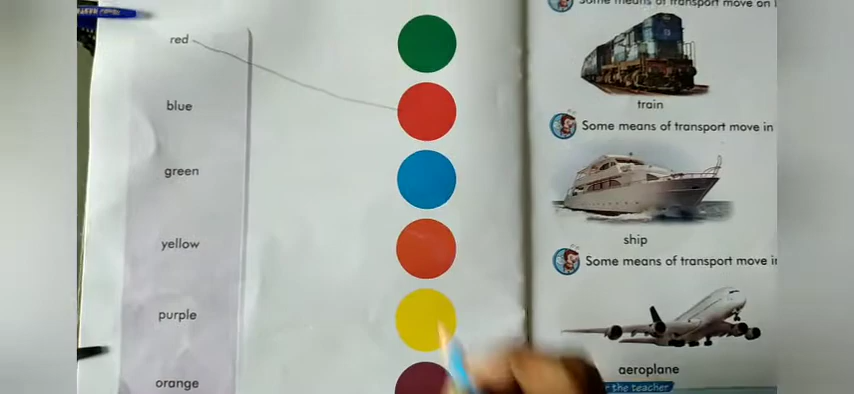 red
blue
green
yellow
purple
orange
Some means of transport move on
train
Some means of transport move in
ship
Some means of transport move in
aeroplane
r the teacher